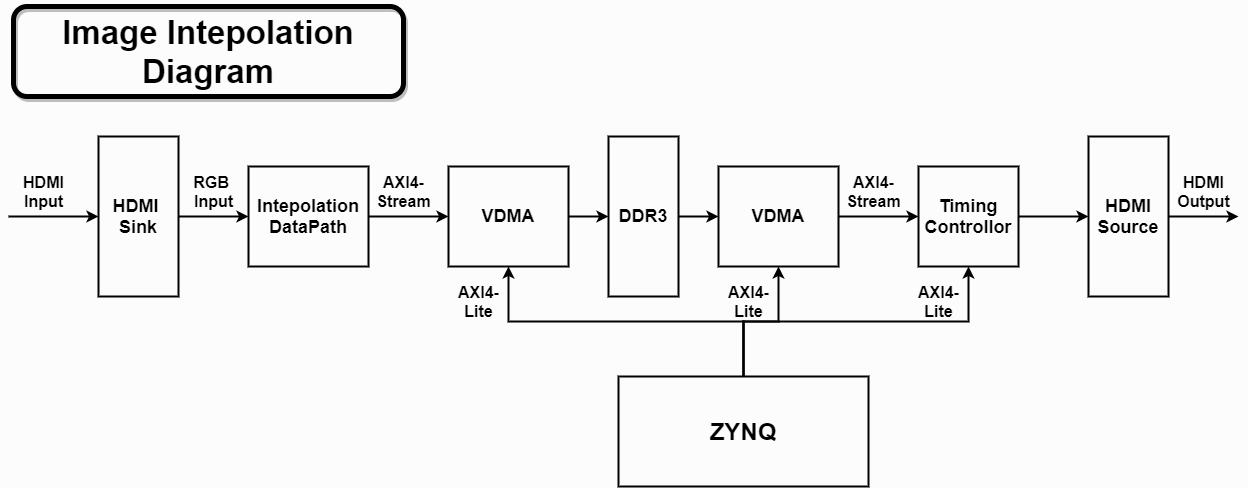 Image Intepolation
Diagram
HDMI
Input
HDMI
Sink
RGB
Input
Intepolation
DataPath
AXI4-
Stream
VDMA
DDR3
VDMA
AXI4-
Stream
Timing
Controllor
HDMI
Source
HDMI
Output
AXI4-
Lite
AXI4-
Lite
AXI4-
Lite
ZYNQ